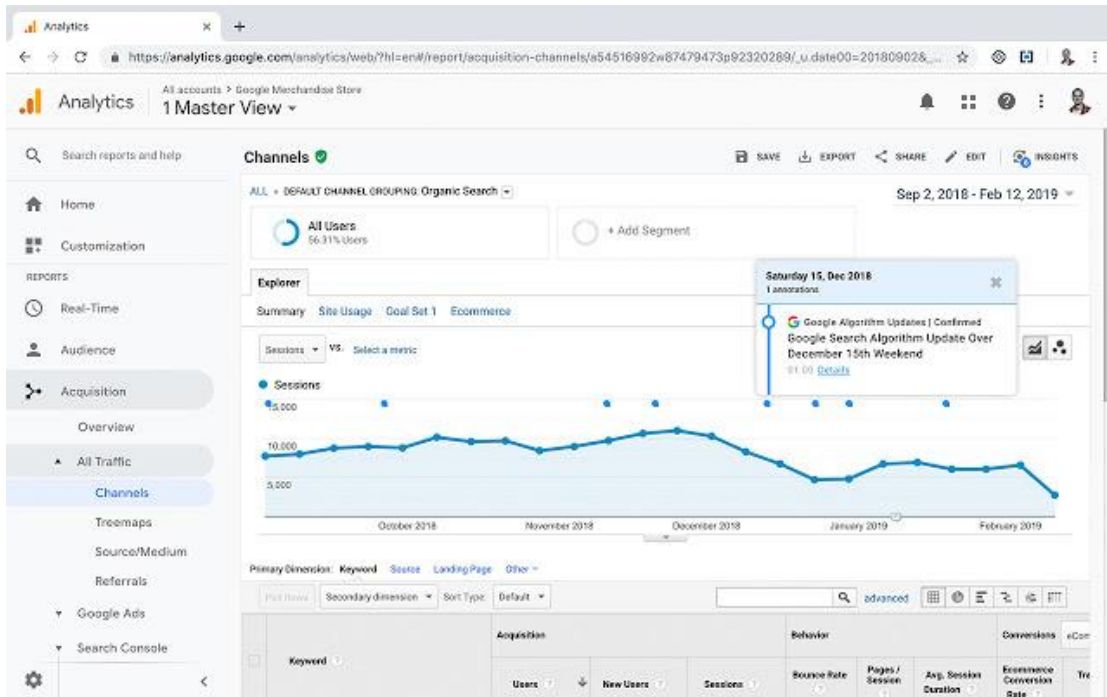 Analytics
https://analytics.google.com/analytics/web/?hl=en#/report/acquisition-channels/a54516992w87479473p92320289/_u.date00=20180902&_...
Analytics
All accounts > Google Merchandise Store
1 Master View
Search reports and help
Home
Customization
REPORTS
Real-Time
Audience
Acquisition
Overview
All Traffic
Channels
Treemaps
Source/Medium
Referrals
Google Ads
Search Console
Channels
SAVE
EXPORT
SHARE
EDIT
INSIGHTS
ALL » DEFAULT CHANNEL GROUPING: Organic Search
Sep 2, 2018 - Feb 12, 2019
All Users
56.31% Users
+ Add Segment
Explorer
Summary Site Usage Goal Set 1 Ecommerce
Saturday 15, Dec 2018
1 annotations
Google Algorithm Updates | Confirmed
Google Search Algorithm Update Over
December 15th Weekend
01:00 Details
Sessions VS. Select a metric
Sessions
15,000
10,000
5,000
October 2018 November 2018 December 2018 January 2019 February 2019
Primary Dimension: Keyword Source Landing Page Other
Plot Rows Secondary dimension Sort Type: Default advanced
Acquisition Behavior Conversions eCom
Keyword Users New Users Sessions Bounce Rate Pages / Session Avg. Session Duration Ecommerce Conversion Rate